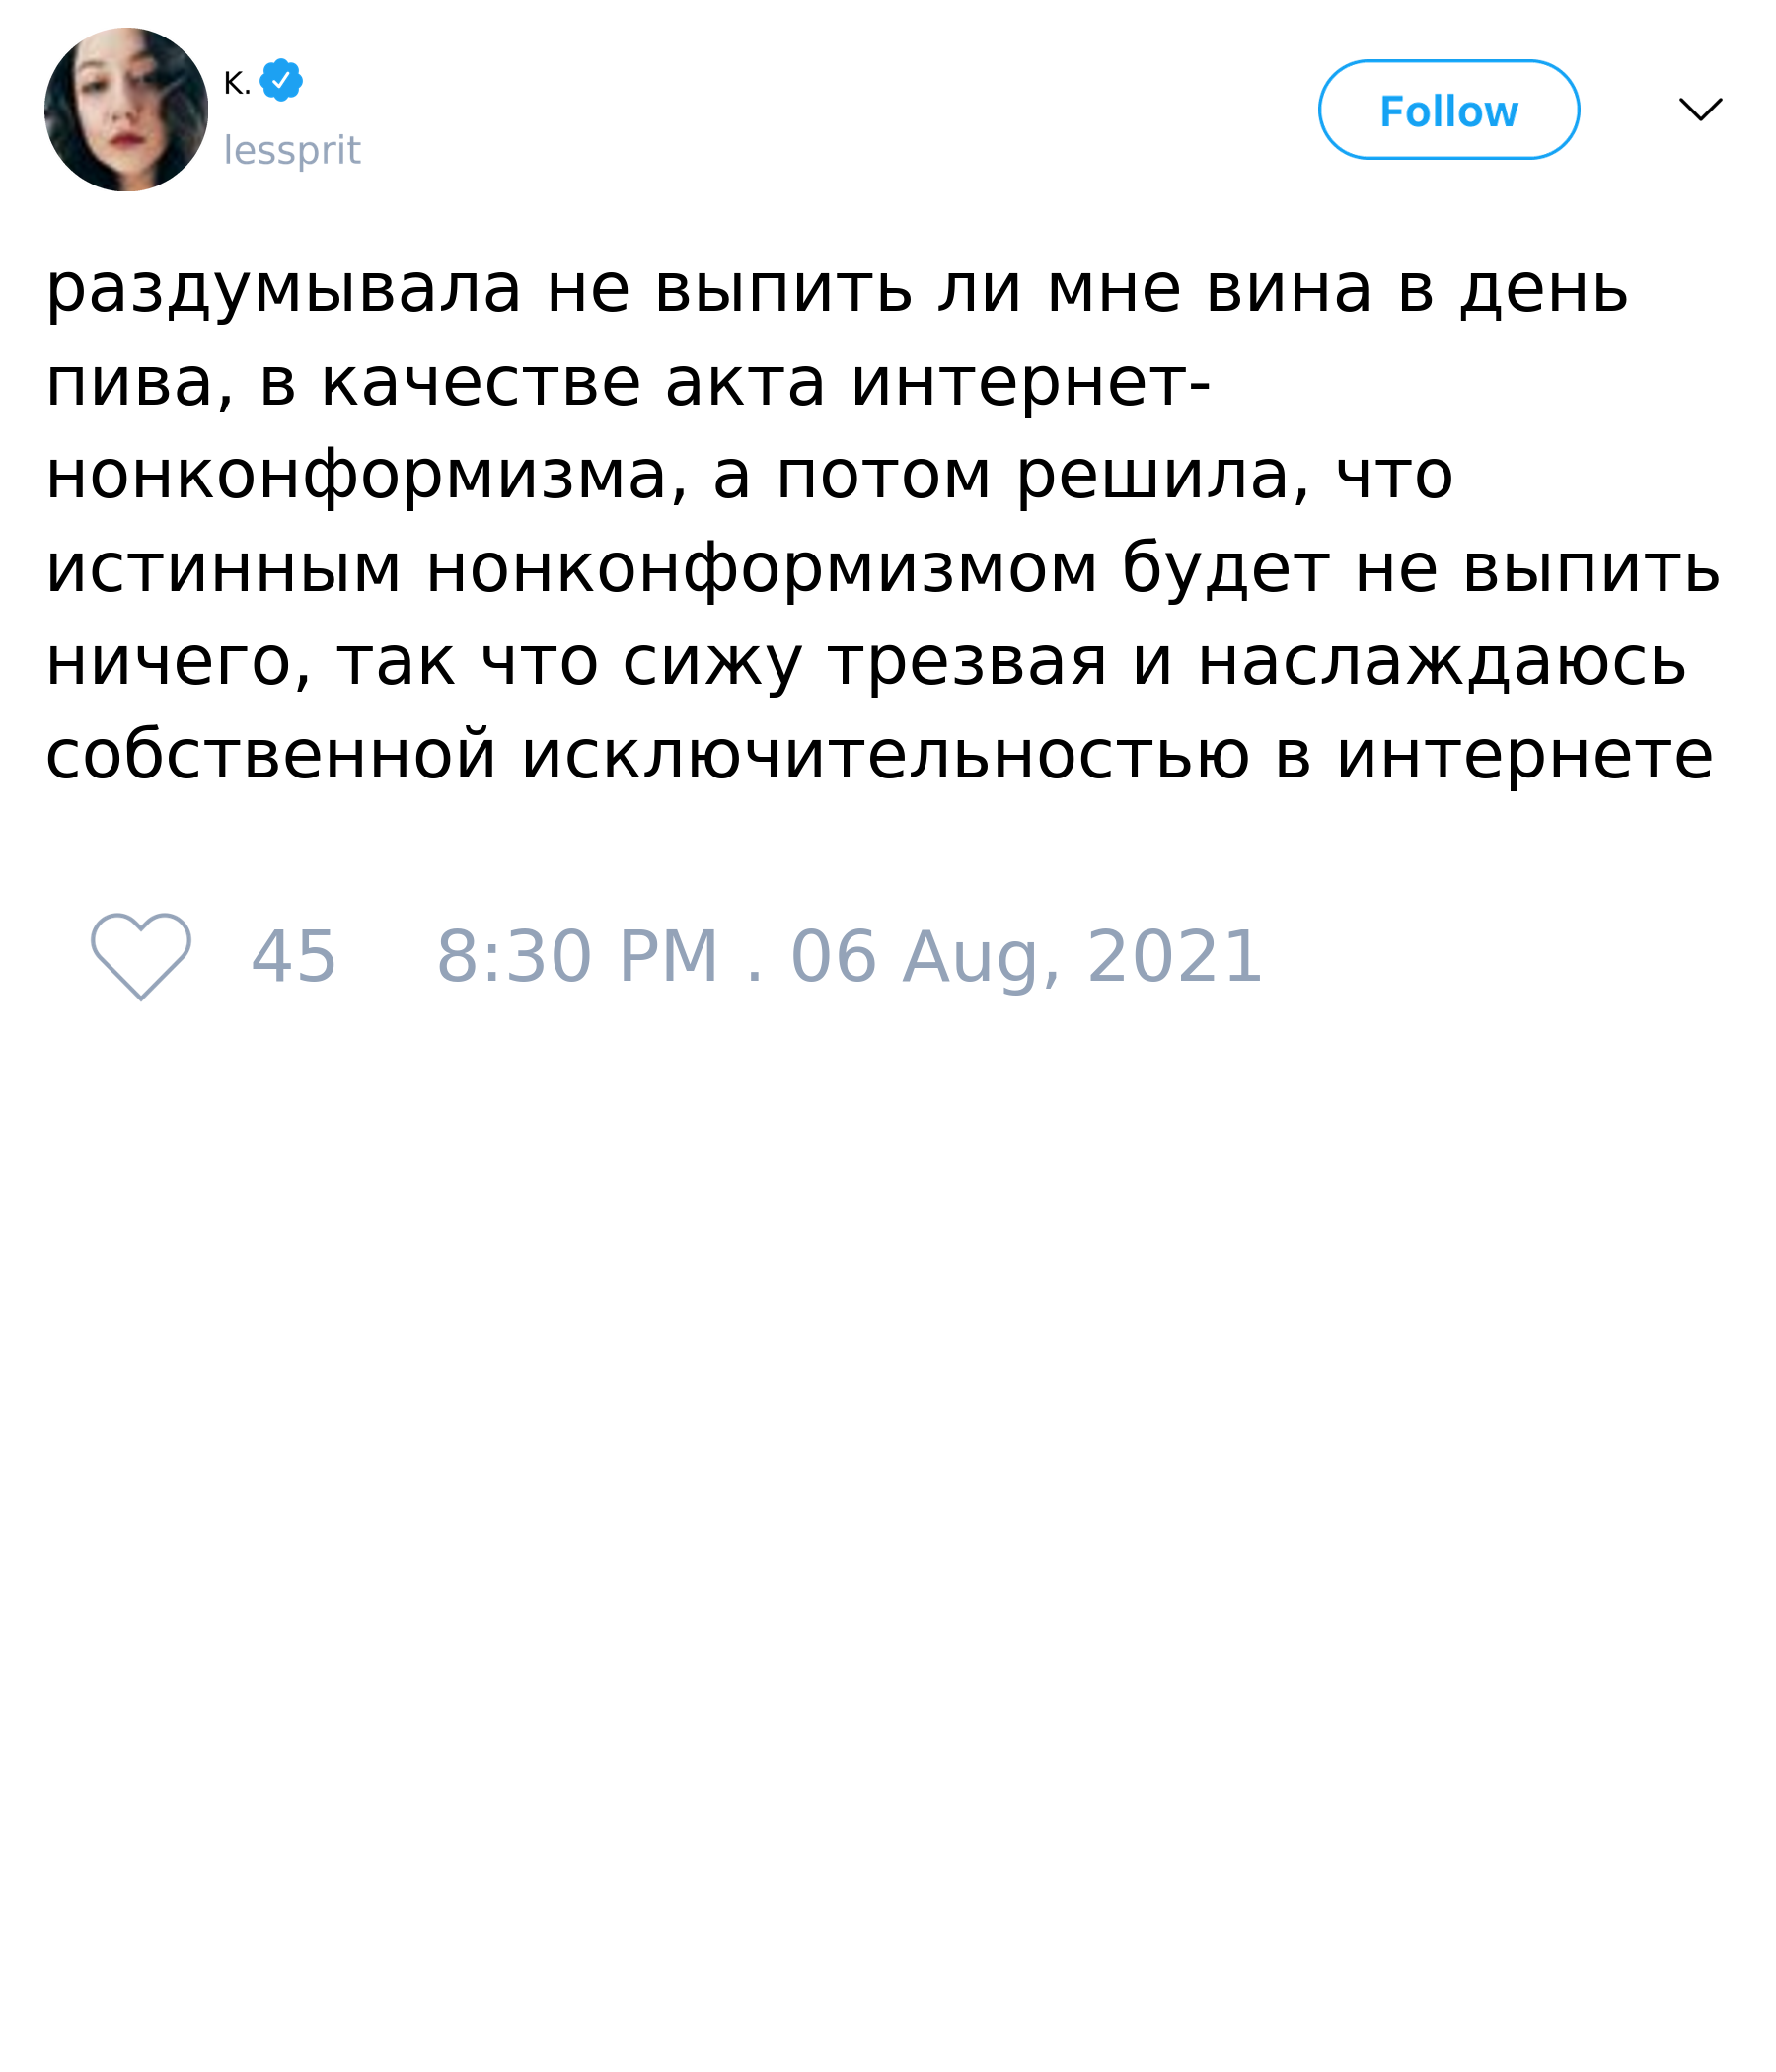 K.
lessprit
Follow
раздумывала не выпить ли мне вина в день
пива, в качестве акта интернет-
нонконформизма, а потом решила, что
истинным нонконформизмом будет не выпить
ничего, так что сижу трезвая и наслаждаюсь
собственной исключительностью в интернете
45 8:30 PM . 06 Aug, 2021